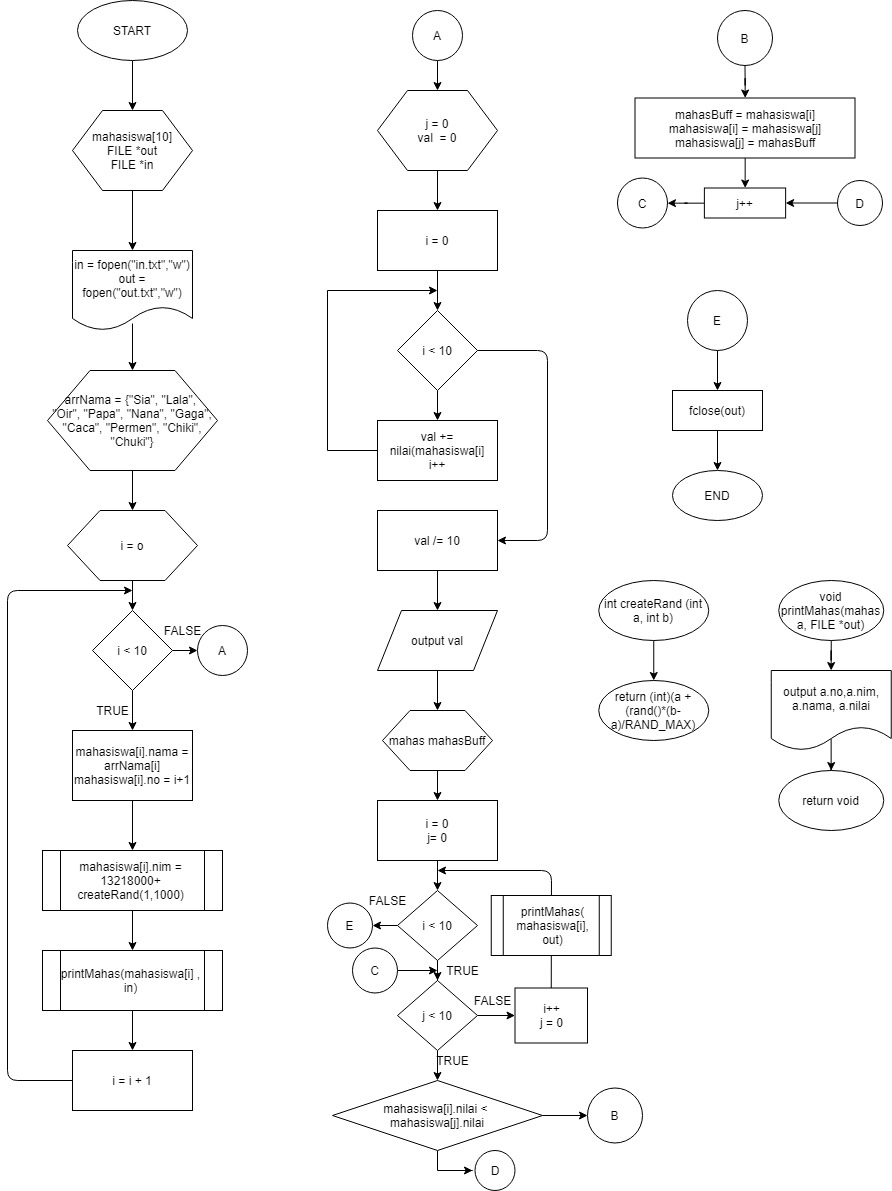 START
mahasiswa[10]
FILE *out
FILE *in
in = fopen("in.txt","w")
out =
fopen("out.txt","w")
arrNama = {"Sia", "Lala",
"Oir", "Papa", "Nana", "Gaga",
"Caca", "Permen", "Chiki",
"Chuki"}
i = o
i < 10
FALSE
A
TRUE
mahasiswa[i].nama =
arrNama[i]
mahasiswa[i].no = i+1
mahasiswa[i].nim =
13218000+
createRand(1,1000)
printMahas(mahasiswa[i] ,
in)
i = i + 1
A
j = 0
val = 0
i = 0
i < 10
val +=
nilai(mahasiswa[i]
i++
val /= 10
output val
mahas mahasBuff
i = 0
j= 0
FALSE
E
i < 10
printMahas(
mahasiswa[i],
out)
C
TRUE
j < 10
FALSE
i++
j = 0
TRUE
mahasiswa[i].nilai <
mahasiswa[j].nilai
B
D
B
mahasBuff = mahasiswa[i]
mahasiswa[i] = mahasiswa[j]
mahasiswa[j] = mahasBuff
C
j++
D
E
fclose(out)
END
int createRand (int
a, int b)
return (int)(a +
(rand()*(b-
a)/RAND_MAX)
void
printMahas(mahas
a, FILE *out)
output a.no,a.nim,
a.nama, a.nilai
return void